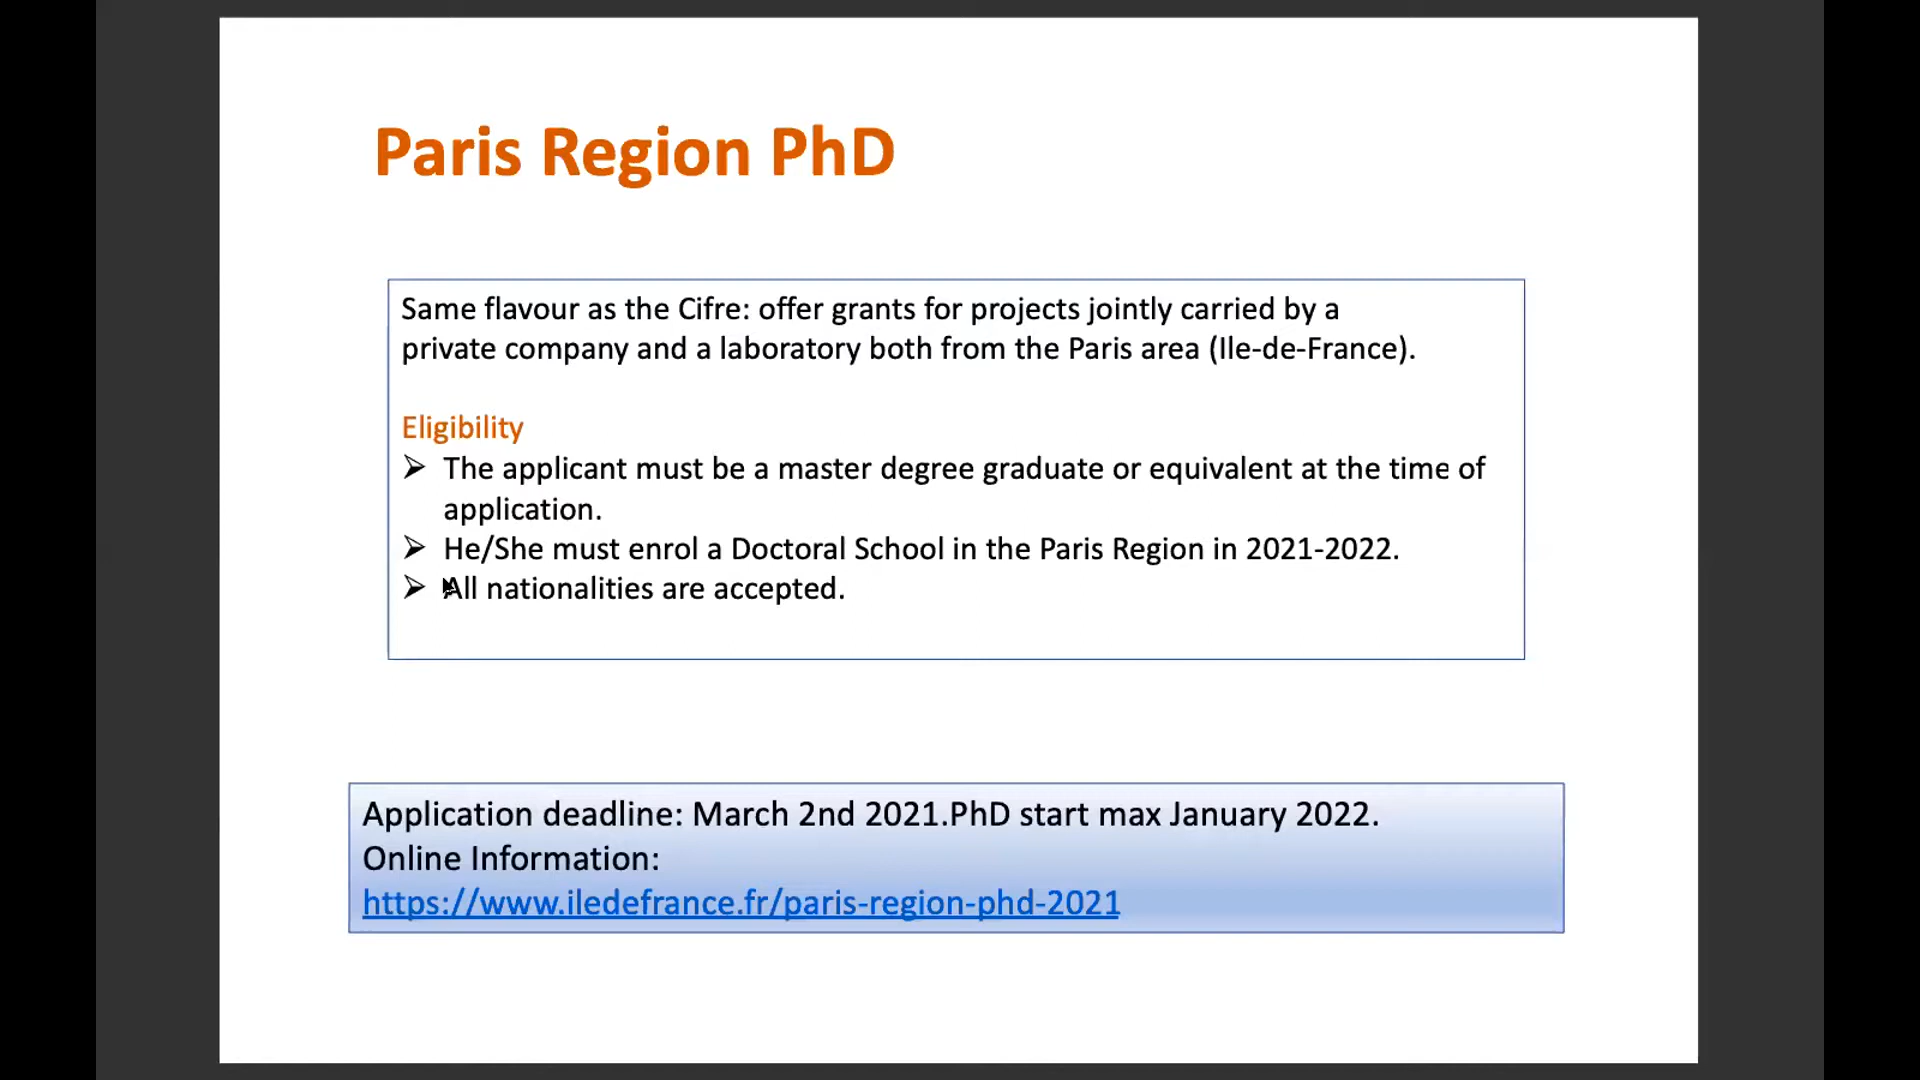 Paris Region PhD
Same flavour as the Cifre: offer grants for projects jointly carried by a
private company and a laboratory both from the Paris area (Ile-de-France).
Eligibility
➢ The applicant must be a master degree graduate or equivalent at the time of
application.
➢ He/She must enrol a Doctoral School in the Paris Region in 2021-2022.
➢ All nationalities are accepted.
Application deadline: March 2nd 2021.PhD start max January 2022.
Online Information:
https://www.iledefrance.fr/paris-region-phd-2021